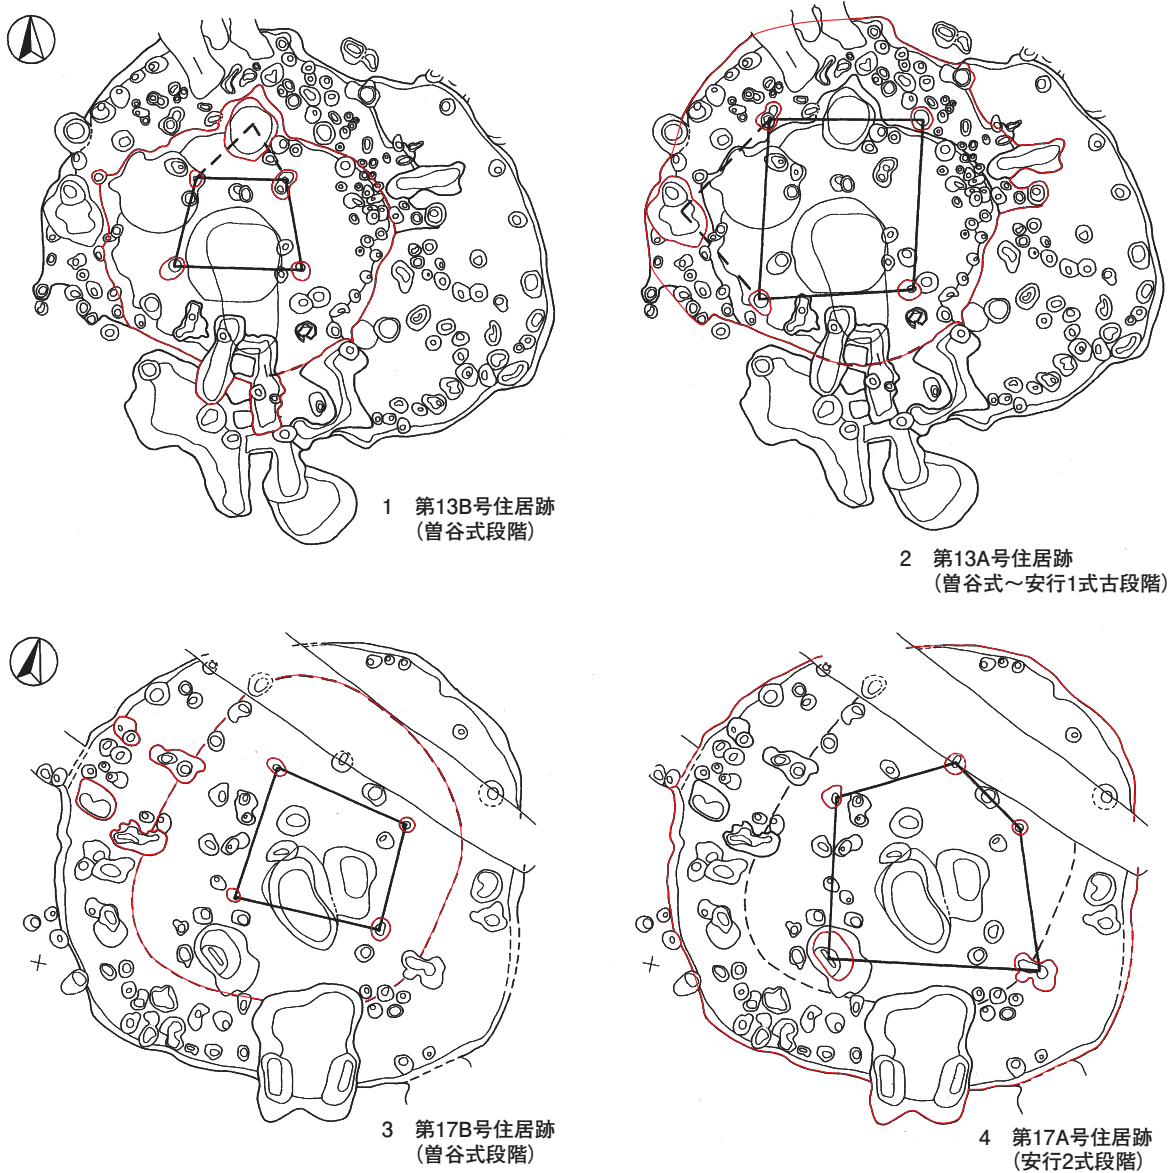 1 第13B号住居跡
(曽谷式段階)
2 第13A号住居跡
(曽谷式～安行1式古段階)
3 第17B号住居跡
(曽谷式段階)
4 第17A号住居跡
(安行2式段階)